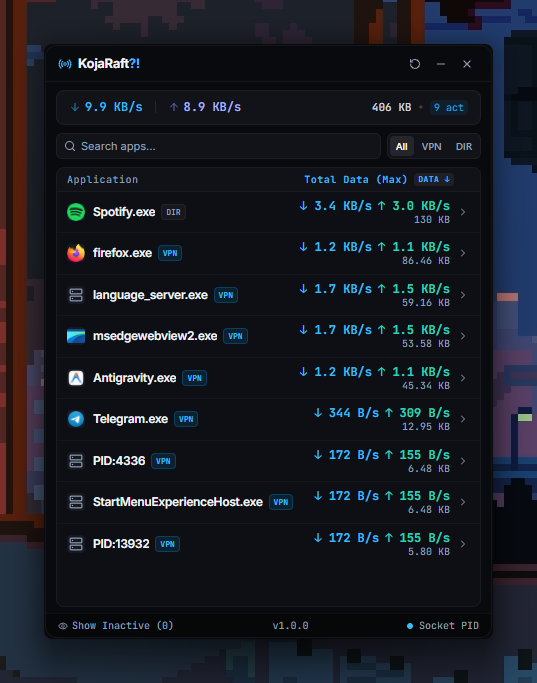 KojaRaft?!
↓ 9.9 KB/s ↑ 8.9 KB/s 406 KB • 9 act
Search apps... All VPN DIR
Application Total Data (Max) DATA ↓
Spotify.exe DIR ↓ 3.4 KB/s ↑ 3.0 KB/s
130 KB
firefox.exe VPN ↓ 1.2 KB/s ↑ 1.1 KB/s
86.46 KB
language_server.exe VPN ↓ 1.7 KB/s ↑ 1.5 KB/s
59.16 KB
msedgewebview2.exe VPN ↓ 1.7 KB/s ↑ 1.5 KB/s
53.58 KB
Antigravity.exe VPN ↓ 1.2 KB/s ↑ 1.1 KB/s
45.34 KB
Telegram.exe VPN ↓ 344 B/s ↑ 309 B/s
12.95 KB
PID:4336 VPN ↓ 172 B/s ↑ 155 B/s
6.48 KB
StartMenuExperienceHost.exe VPN ↓ 172 B/s ↑ 155 B/s
6.48 KB
PID:13932 VPN ↓ 172 B/s ↑ 155 B/s
5.80 KB
Show Inactive (0) v1.0.0 Socket PID